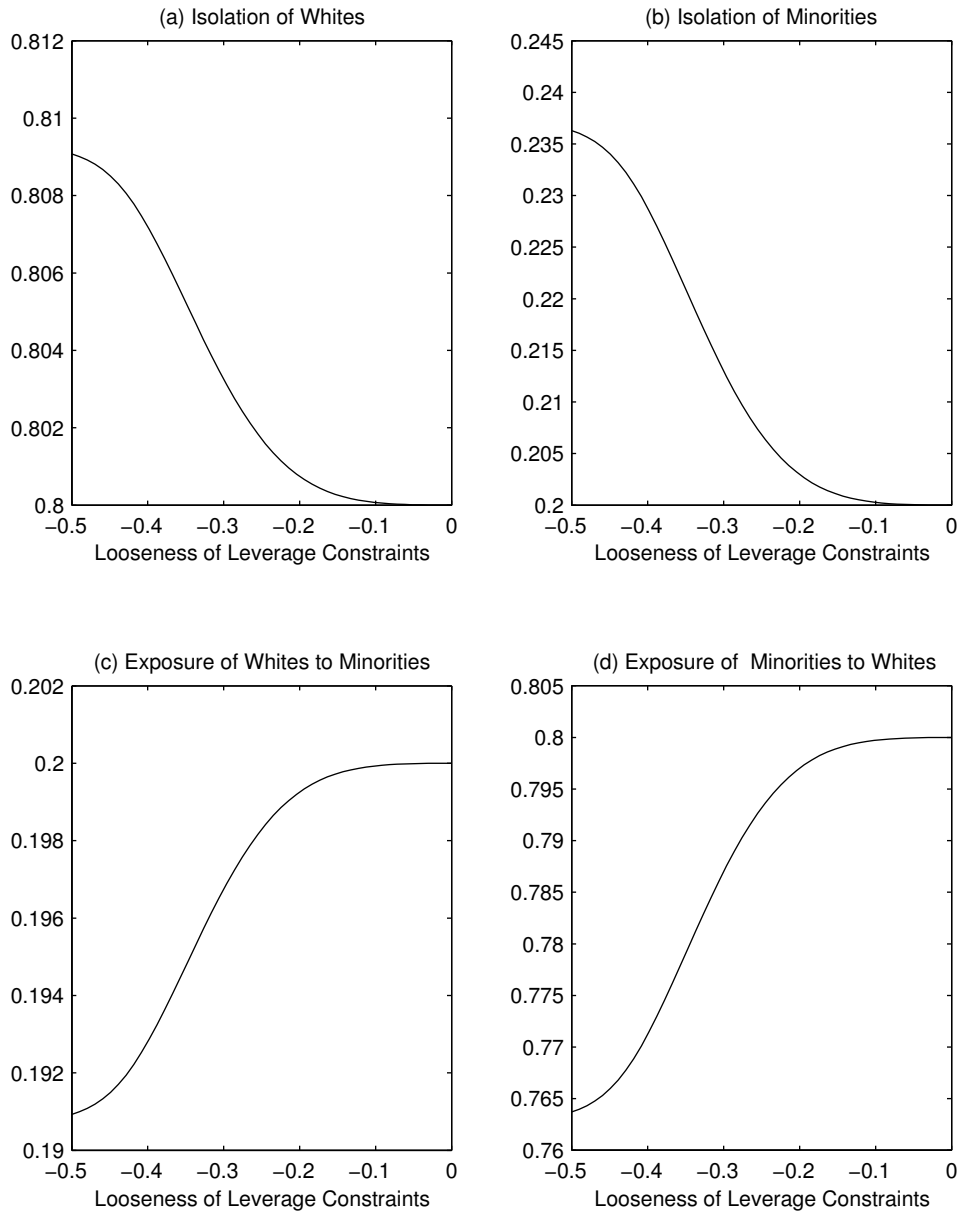 (a) Isolation of Whites
0.812
0.81
0.808
0.806
0.804
0.802
0.8
−0.5 −0.4 −0.3 −0.2 −0.1 0
Looseness of Leverage Constraints
(b) Isolation of Minorities
0.245
0.24
0.235
0.23
0.225
0.22
0.215
0.21
0.205
0.2
−0.5 −0.4 −0.3 −0.2 −0.1 0
Looseness of Leverage Constraints
(c) Exposure of Whites to Minorities
0.202
0.2
0.198
0.196
0.194
0.192
0.19
−0.5 −0.4 −0.3 −0.2 −0.1 0
Looseness of Leverage Constraints
(d) Exposure of  Minorities to Whites
0.805
0.8
0.795
0.79
0.785
0.78
0.775
0.77
0.765
0.76
−0.5 −0.4 −0.3 −0.2 −0.1 0
Looseness of Leverage Constraints